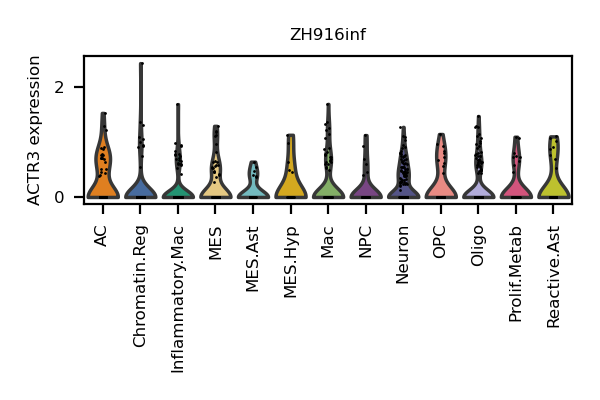 ZH916inf
ACTR3 expression
2
0
AC
Chromatin.Reg
Inflammatory.Mac
MES
MES.Ast
MES.Hyp
Mac
NPC
Neuron
OPC
Oligo
Prolif.Metab
Reactive.Ast